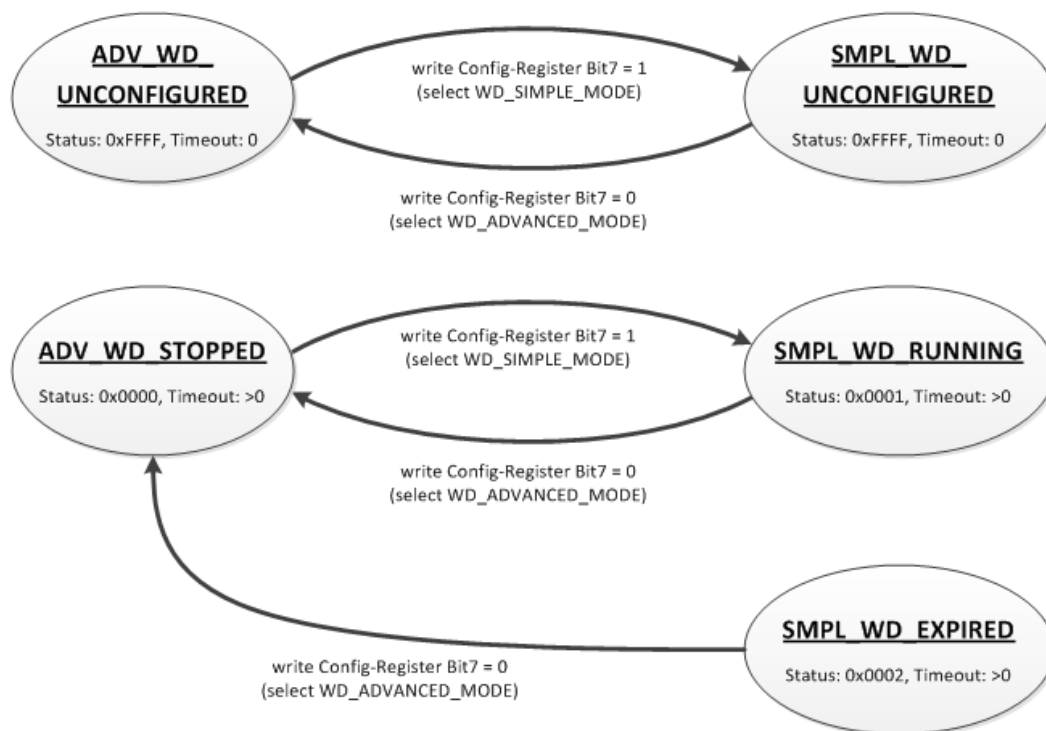 ADV_WD_
UNCONFIGURED
Status: 0xFFFF, Timeout: 0
write Config-Register Bit7 = 1
(select WD_SIMPLE_MODE)
SMPL_WD_
UNCONFIGURED
Status: 0xFFFF, Timeout: 0
write Config-Register Bit7 = 0
(select WD_ADVANCED_MODE)
ADV_WD_STOPPED
Status: 0x0000, Timeout: >0
write Config-Register Bit7 = 1
(select WD_SIMPLE_MODE)
SMPL_WD_RUNNING
Status: 0x0001, Timeout: >0
write Config-Register Bit7 = 0
(select WD_ADVANCED_MODE)
SMPL_WD_EXPIRED
Status: 0x0002, Timeout: >0
write Config-Register Bit7 = 0
(select WD_ADVANCED_MODE)